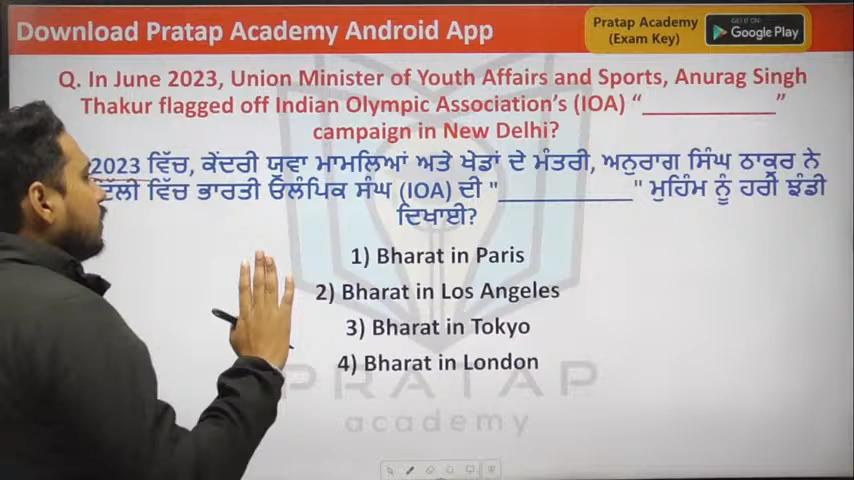 Download Pratap Academy Android App
Pratap Academy
(Exam Key)
GET IT ON
Google Play
Q. In June 2023, Union Minister of Youth Affairs and Sports, Anurag Singh
Thakur flagged off Indian Olympic Association's (IOA) “____________”
campaign in New Delhi?
2023 ਵਿੱਚ, ਕੇਂਦਰੀ ਯੁਵਾ ਮਾਮਲਿਆਂ ਅਤੇ ਖੇਡਾਂ ਦੇ ਮੰਤਰੀ, ਅਨੁਰਾਗ ਸਿੰਘ ਠਾਕੁਰ ਨੇ
ਵਿੱਚ ਭਾਰਤੀ ਓਲੰਪਿਕ ਸੰਘ (IOA) ਦੀ "____________" ਮੁਹਿੰਮ ਨੂੰ ਹਰੀ ਝੰਡੀ
ਦਿਖਾਈ?
1) Bharat in Paris
2) Bharat in Los Angeles
3) Bharat in Tokyo
4) Bharat in London
PRATAP
academy